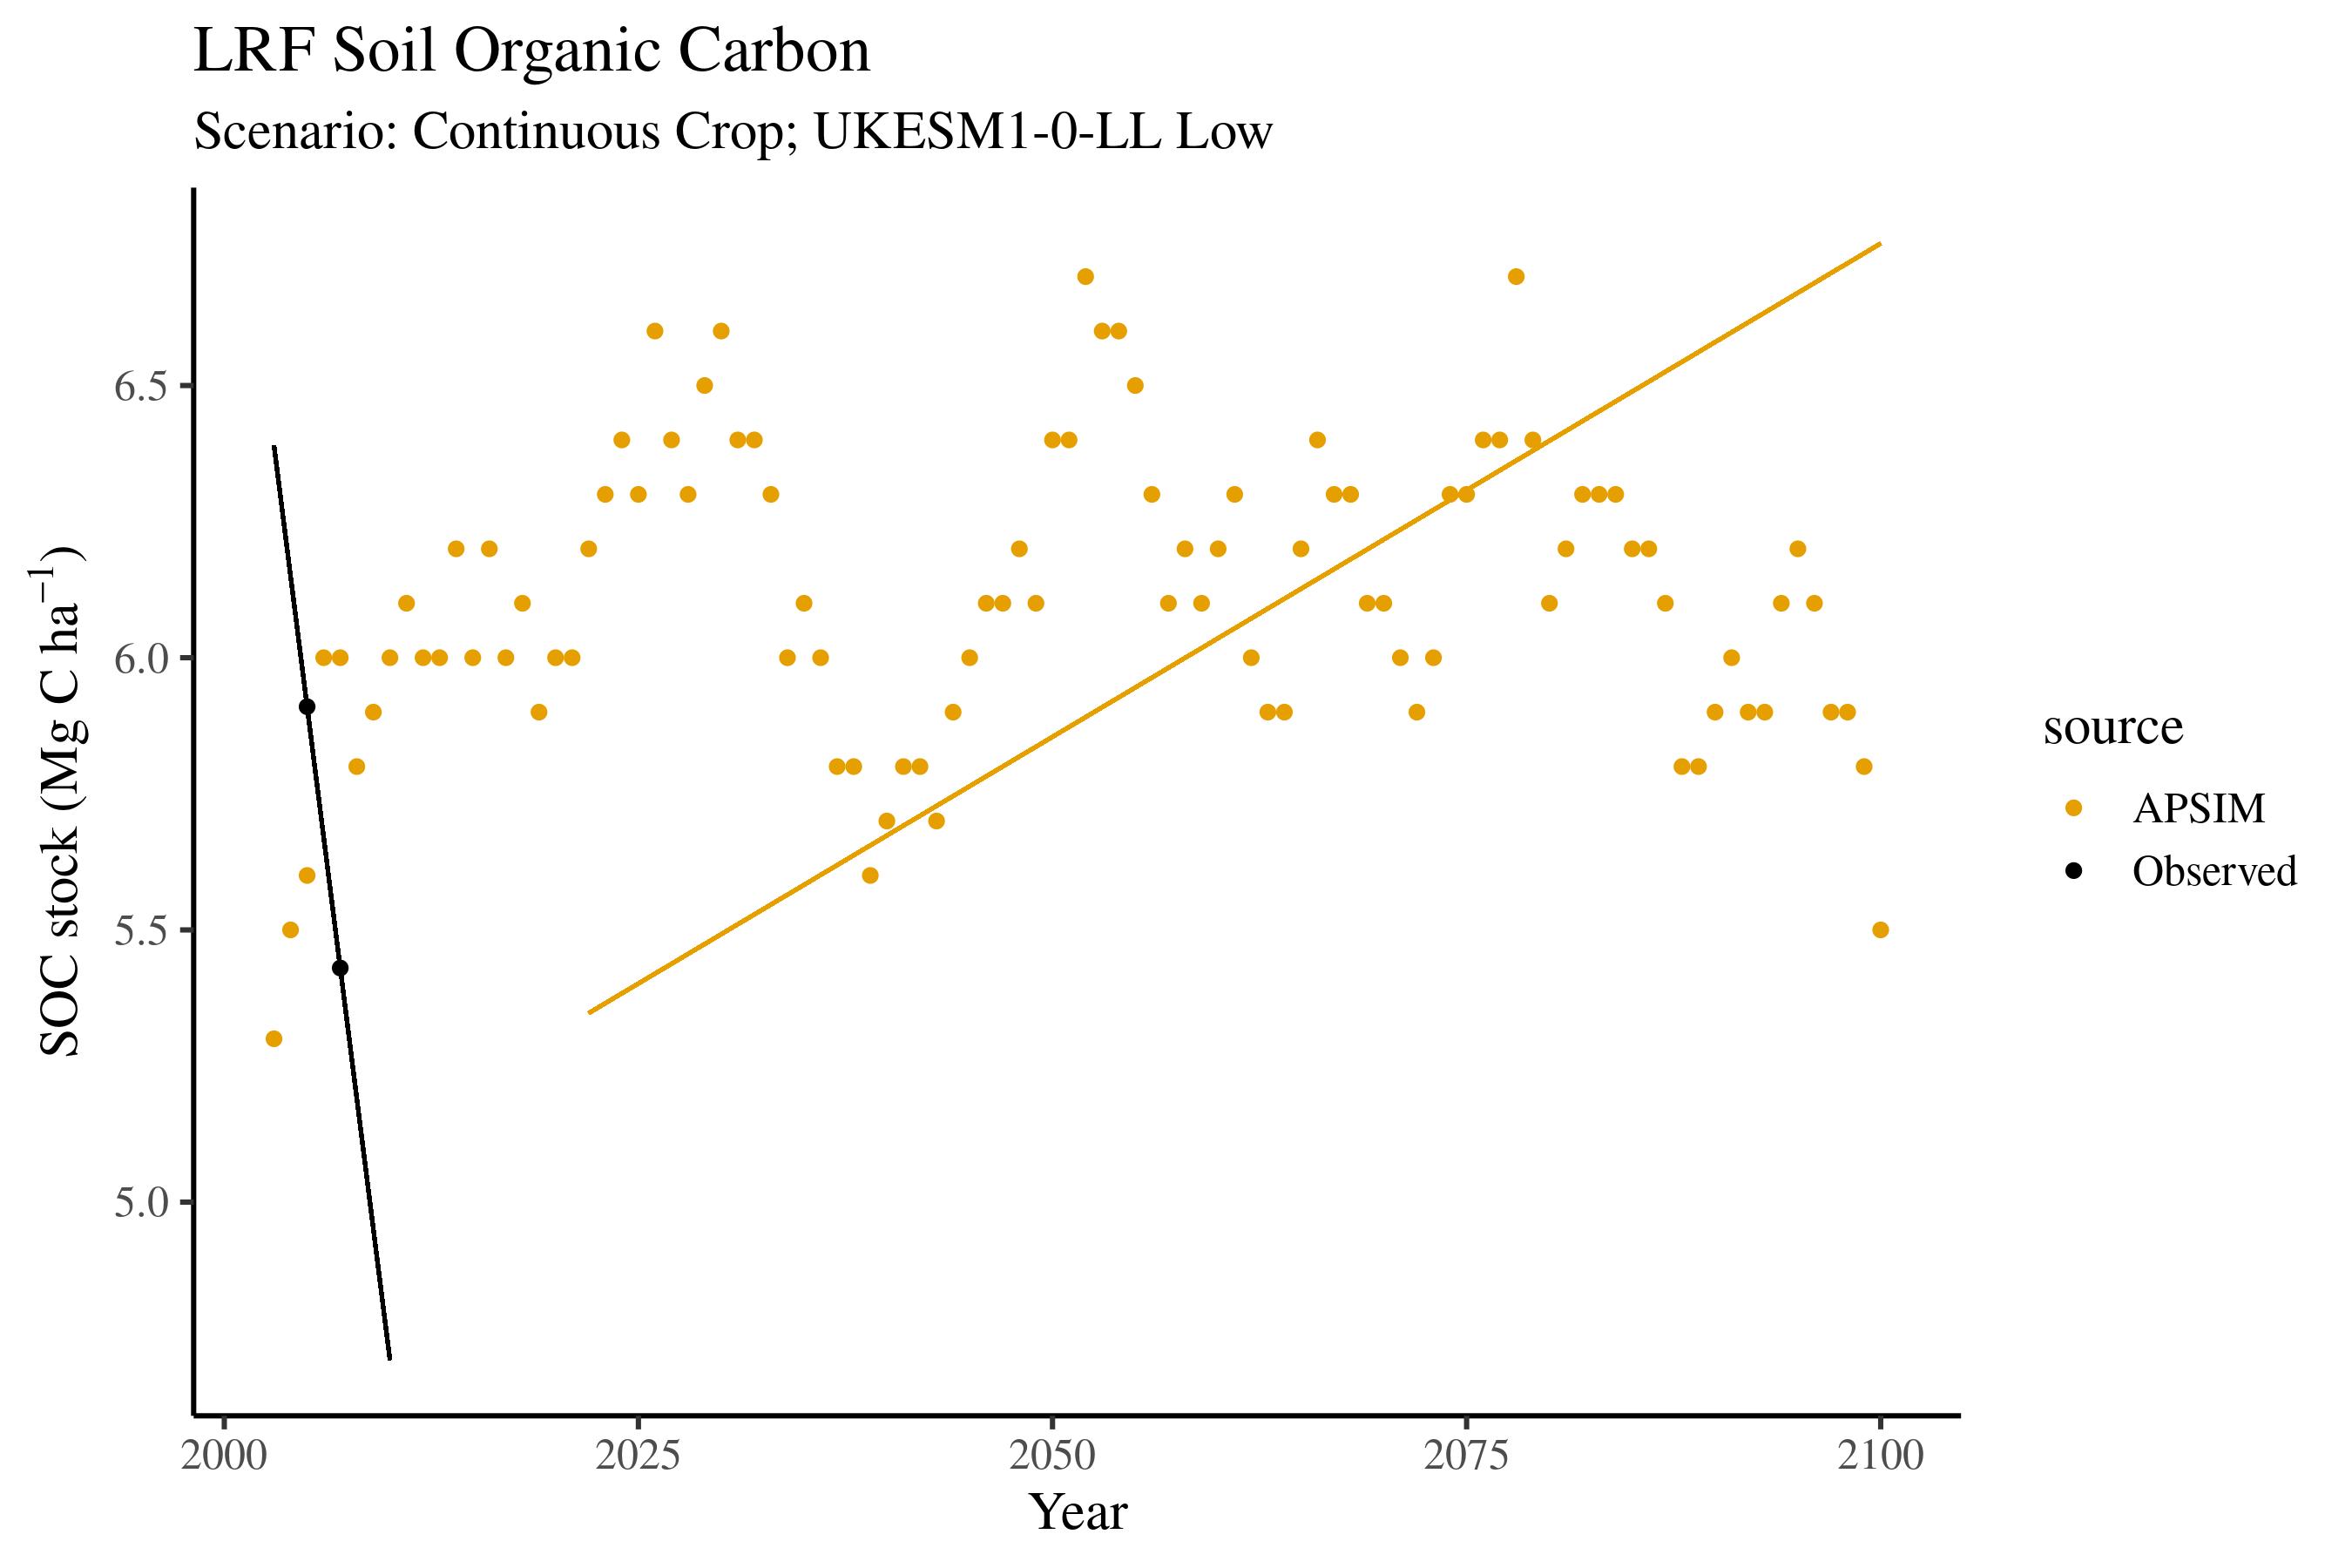 LRF Soil Organic Carbon
Scenario: Continuous Crop; UKESM1-0-LL Low
SOC stock (Mg C ha⁻¹)
6.5
6.0
5.5
5.0
2000 2025 2050 2075 2100
Year
source
APSIM
Observed